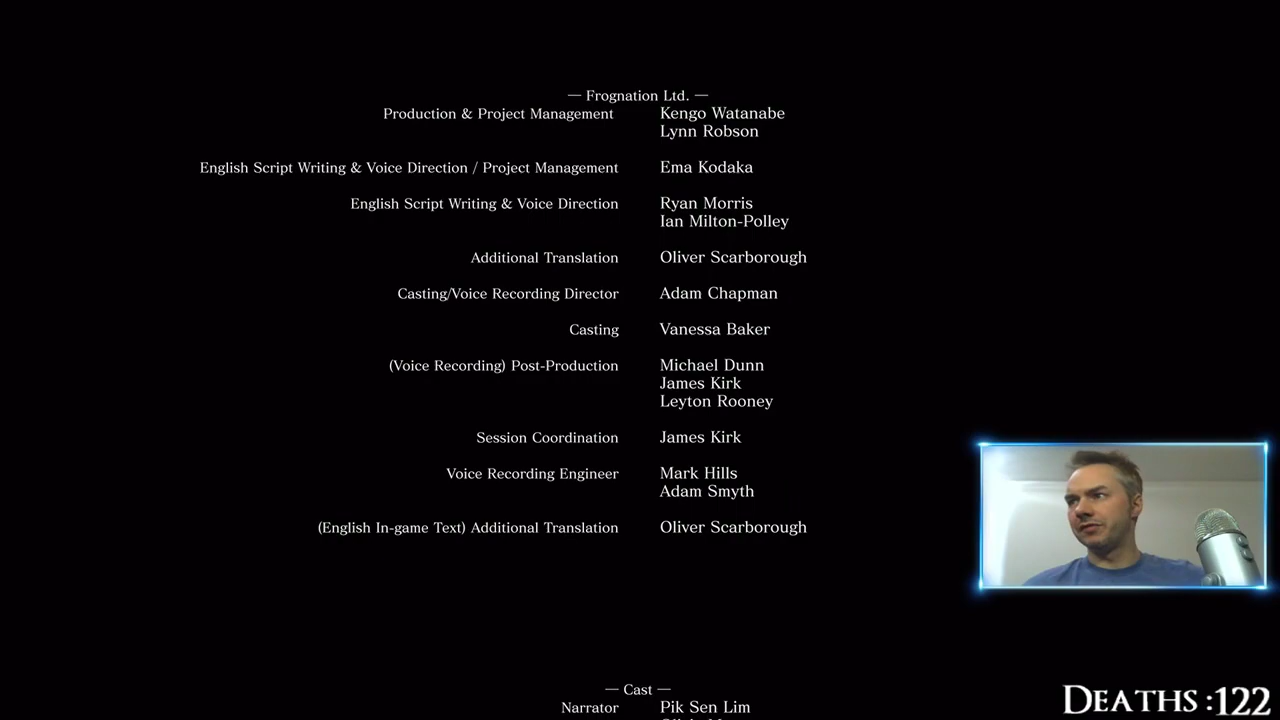 — Frognation Ltd. —
Production & Project Management Kengo Watanabe
Lynn Robson
English Script Writing & Voice Direction / Project Management Ema Kodaka
English Script Writing & Voice Direction Ryan Morris
Ian Milton-Polley
Additional Translation Oliver Scarborough
Casting/Voice Recording Director Adam Chapman
Casting Vanessa Baker
(Voice Recording) Post-Production Michael Dunn
James Kirk
Leyton Rooney
Session Coordination James Kirk
Voice Recording Engineer Mark Hills
Adam Smyth
(English In-game Text) Additional Translation Oliver Scarborough
— Cast —
Narrator Pik Sen Lim
Deaths :122